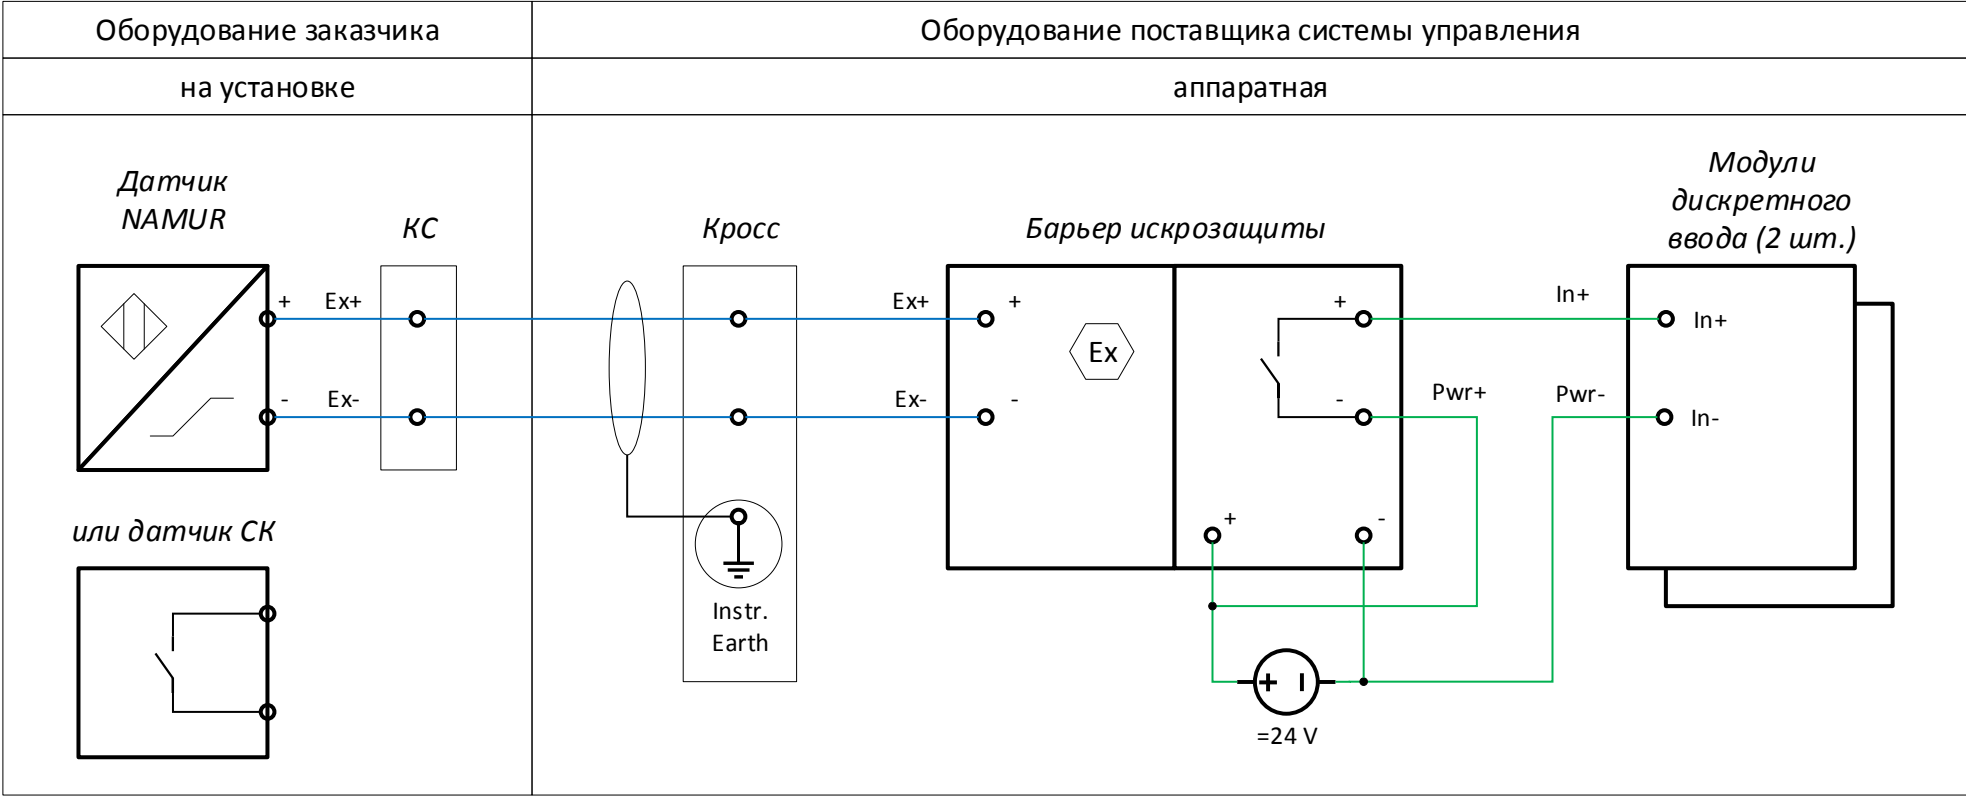 Оборудование заказчика
Оборудование поставщика системы управления
на установке
аппаратная
Датчик
NAMUR
КС
Кросс
Барьер искрозащиты
Модули
дискретного
ввода (2 шт.)
+
Ex+
Ex+
+
+
In+
In+
Ex
-
Ex-
Ex-
-
-
Pwr+
Pwr-
In-
или датчик СК
+
-
Instr.
Earth
=24 V